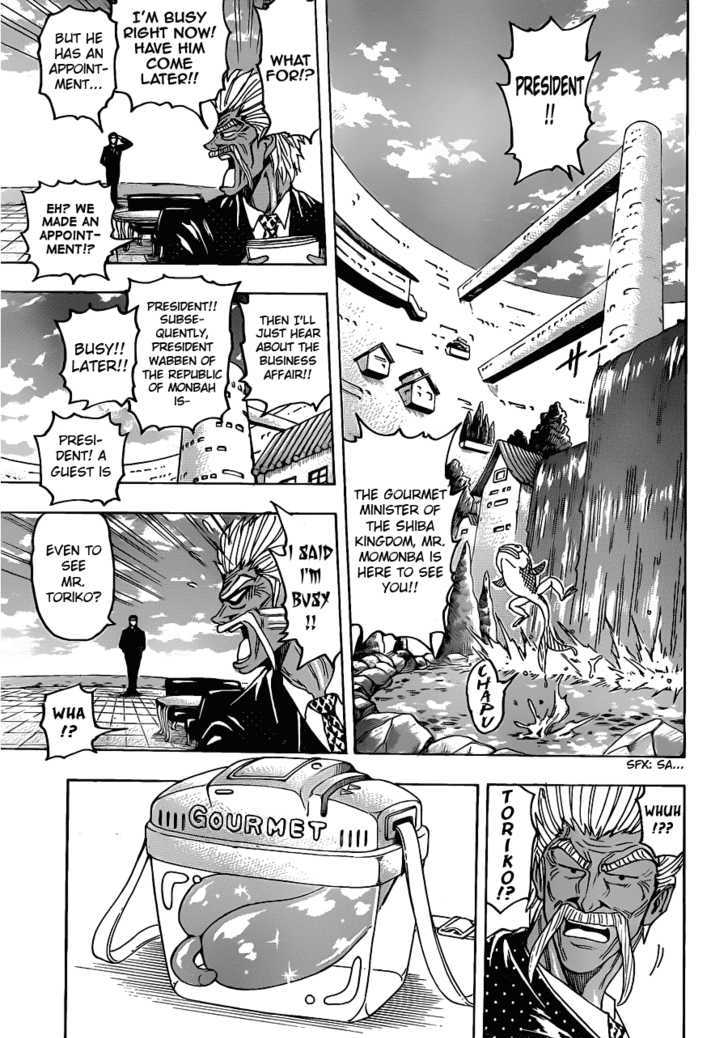 PRESIDENT
!!
THE GOURMET
MINISTER OF
THE SHIBA
KINGDOM, MR.
MOMONBA IS
HERE TO SEE
YOU!!
CHAPU
SFX: SA...
WHAT
FOR!?
I'M BUSY
RIGHT NOW!
HAVE HIM
COME
LATER!!
BUT HE
HAS AN
APPOINT-
MENT...
EH? WE
MADE AN
APPOINT-
MENT!?
THEN I'LL
JUST HEAR
ABOUT THE
BUSINESS
AFFAIR!!
PRESIDENT!!
SUBSE-
QUENTLY,
PRESIDENT
WABBEN OF
THE REPUBLIC
OF MONBAH
IS-
BUSY!!
LATER!!
PRESI-
DENT! A
GUEST IS
I SAID
I'M
BUSY
!!
EVEN TO
SEE
MR.
TORIKO?
WHA
!?
WHUH
!??
TORIKO!?
GOURMET